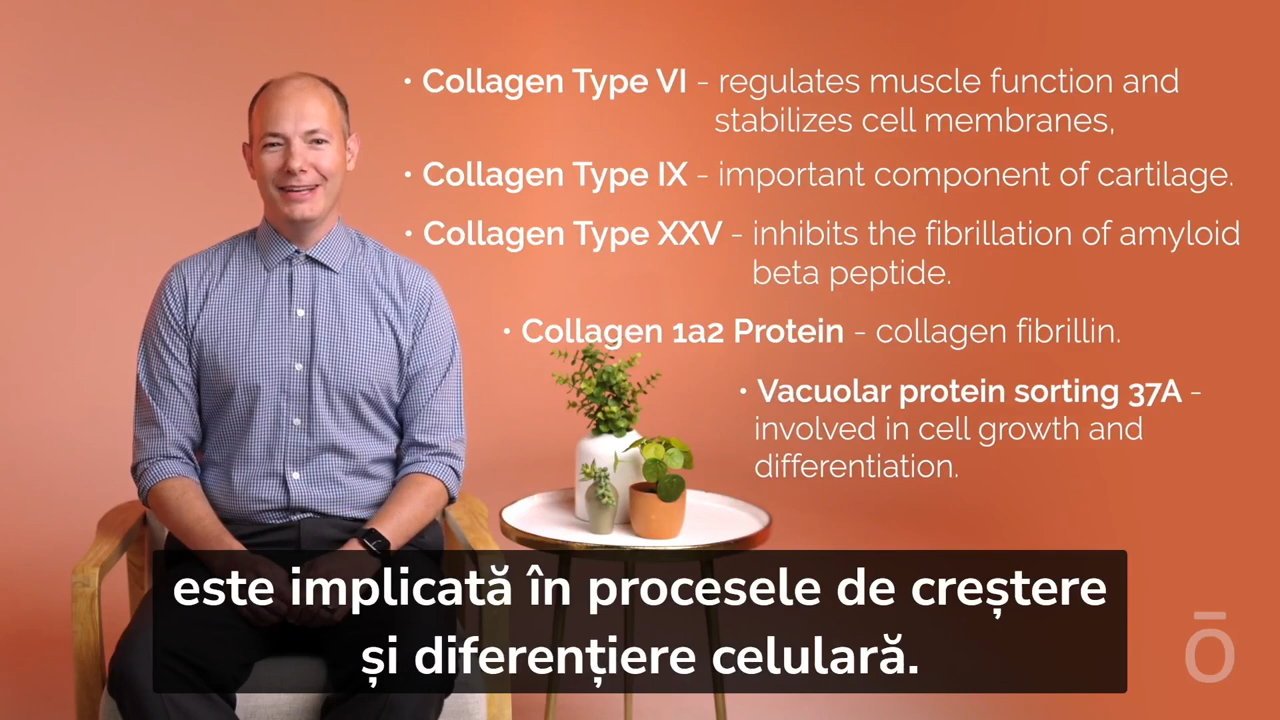 • Collagen Type VI - regulates muscle function and
stabilizes cell membranes,
• Collagen Type IX - important component of cartilage.
• Collagen Type XXV - inhibits the fibrillation of amyloid
beta peptide.
• Collagen 1a2 Protein - collagen fibrillin.
• Vacuolar protein sorting 37A -
involved in cell growth and
differentiation.
este implicată în procesele de creștere
și diferențiere celulară.
ō